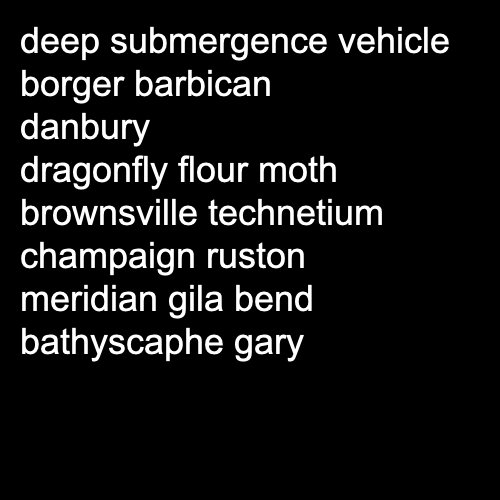 deep submergence vehicle
borger barbican
danbury
dragonfly flour moth
brownsville technetium
champaign ruston
meridian gila bend
bathyscaphe gary